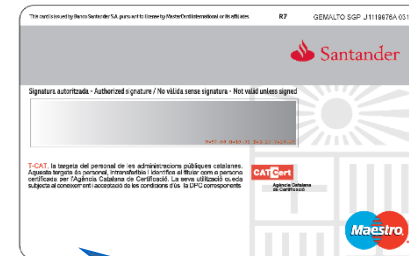 This card is issued by Banco Santander S.A. pursuant to license by MasterCard International or its affiliates R7 GEMALTO SGP J1119976A 051
Santander
Signatura autoritzada - Authorized signature / No vàlida sense signatura - Not valid unless signed
T-CAT, la targeta del personal de les administracions públiques catalanes.
Aquesta targeta és personal, intransferible i identifica el titular com a persona
certificada per l'Agència Catalana de Certificació. La seva utilització queda
subjecta al coneixement i acceptació de les condicions d'ús i la DPC corresponents
CATCert
Agència Catalana
de Certificació
Maestro